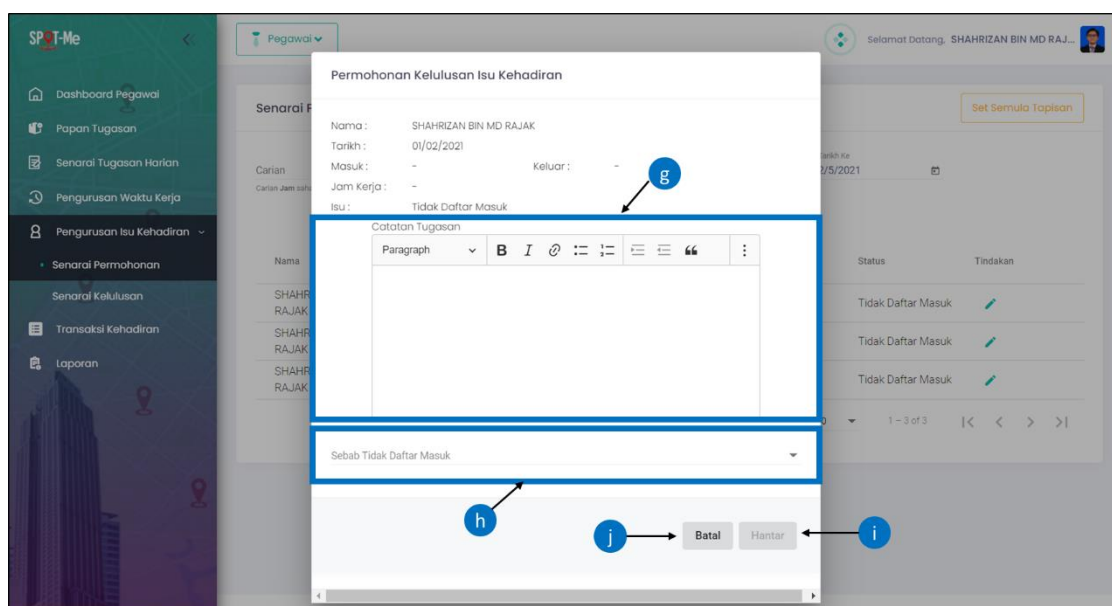 SPOT-Me
Pegawai
Selamat Datang, SHAHRIZAN BIN MD RAJ...
Dashboard Pegawai
Papan Tugasan
Senarai Tugasan Harian
Pengurusan Waktu Kerja
Pengurusan Isu Kehadiran
Senarai Permohonan
Senarai Kelulusan
Transaksi Kehadiran
Laporan
Senarai
Set Semula Tapisan
Carian
Carian Jam
Tarikh Ke
2/5/2021
Nama
Status
Tindakan
SHAHR
RAJAK
Tidak Daftar Masuk
SHAHR
RAJAK
Tidak Daftar Masuk
SHAHR
RAJAK
Tidak Daftar Masuk
1 – 3 of 3
Permohonan Kelulusan Isu Kehadiran
Nama : SHAHRIZAN BIN MD RAJAK
Tarikh : 01/02/2021
Masuk : - Keluar : -
Jam Kerja : -
Isu : Tidak Daftar Masuk
g
Catatan Tugasan
Paragraph B I
Sebab Tidak Daftar Masuk
h
j
Batal
Hantar
i